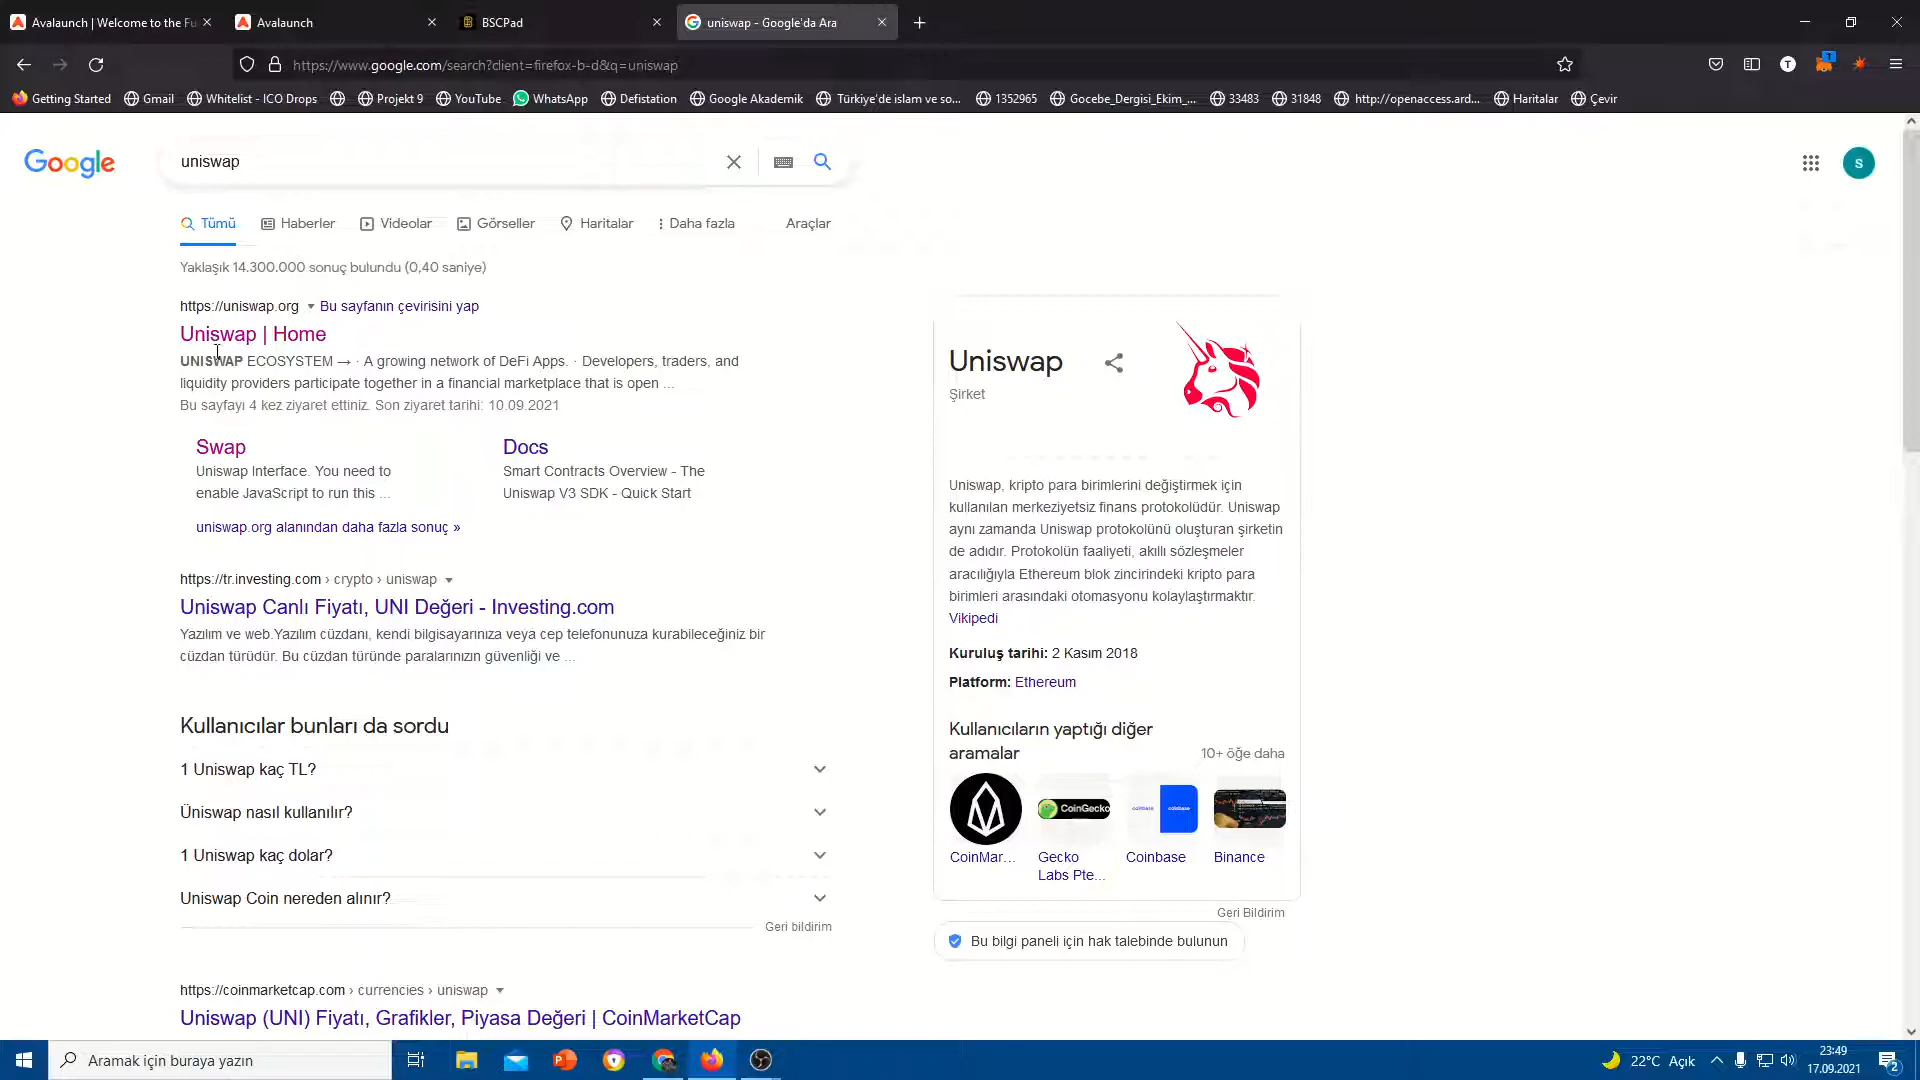 Avalaunch | Welcome to the Fu
Avalaunch
BSCPad
uniswap - Google'da Ara
https://www.google.com/search?client=firefox-b-d&q=uniswap
Getting Started
Gmail
Whitelist - ICO Drops
Projekt 9
YouTube
WhatsApp
Defistation
Google Akademik
Türkiye'de islam ve so...
1352965
Gocebe_Dergisi_Ekim_...
33483
31848
http://openaccess.ard...
Haritalar
Çevir
Google
uniswap
S
Tümü
Haberler
Videolar
Görseller
Haritalar
Daha fazla
Araçlar
Yaklaşık 14.300.000 sonuç bulundu (0,40 saniye)
https://uniswap.org Bu sayfanın çevirisini yap
Uniswap | Home
UNISWAP ECOSYSTEM → · A growing network of DeFi Apps. · Developers, traders, and
liquidity providers participate together in a financial marketplace that is open ...
Bu sayfayı 4 kez ziyaret ettiniz. Son ziyaret tarihi: 10.09.2021
Swap
Uniswap Interface. You need to
enable JavaScript to run this ...
Docs
Smart Contracts Overview - The
Uniswap V3 SDK - Quick Start
uniswap.org alanından daha fazla sonuç »
https://tr.investing.com › crypto › uniswap
Uniswap Canlı Fiyatı, UNI Değeri - Investing.com
Yazılım ve web.Yazılım cüzdanı, kendi bilgisayarınıza veya cep telefonunuza kurabileceğiniz bir
cüzdan türüdür. Bu cüzdan türünde paralarınızın güvenliği ve ...
Kullanıcılar bunları da sordu
1 Uniswap kaç TL?
Üniswap nasıl kullanılır?
1 Uniswap kaç dolar?
Uniswap Coin nereden alınır?
Geri bildirim
https://coinmarketcap.com › currencies › uniswap
Uniswap (UNI) Fiyatı, Grafikler, Piyasa Değeri | CoinMarketCap
Uniswap
Şirket
Uniswap, kripto para birimlerini değiştirmek için
kullanılan merkeziyetsiz finans protokolüdür. Uniswap
aynı zamanda Uniswap protokolünü oluşturan şirketin
de adıdır. Protokolün faaliyeti, akıllı sözleşmeler
aracılığıyla Ethereum blok zincirindeki kripto para
birimleri arasındaki otomasyonu kolaylaştırmaktır.
Vikipedi
Kuruluş tarihi: 2 Kasım 2018
Platform: Ethereum
Kullanıcıların yaptığı diğer
aramalar
10+ öğe daha
CoinGecko
coinbase
coinbase
CoinMar...
Gecko
Labs Pte...
Coinbase
Binance
Geri Bildirim
Bu bilgi paneli için hak talebinde bulunun
Aramak için buraya yazın
22°C Açık
23:49
17.09.2021
2